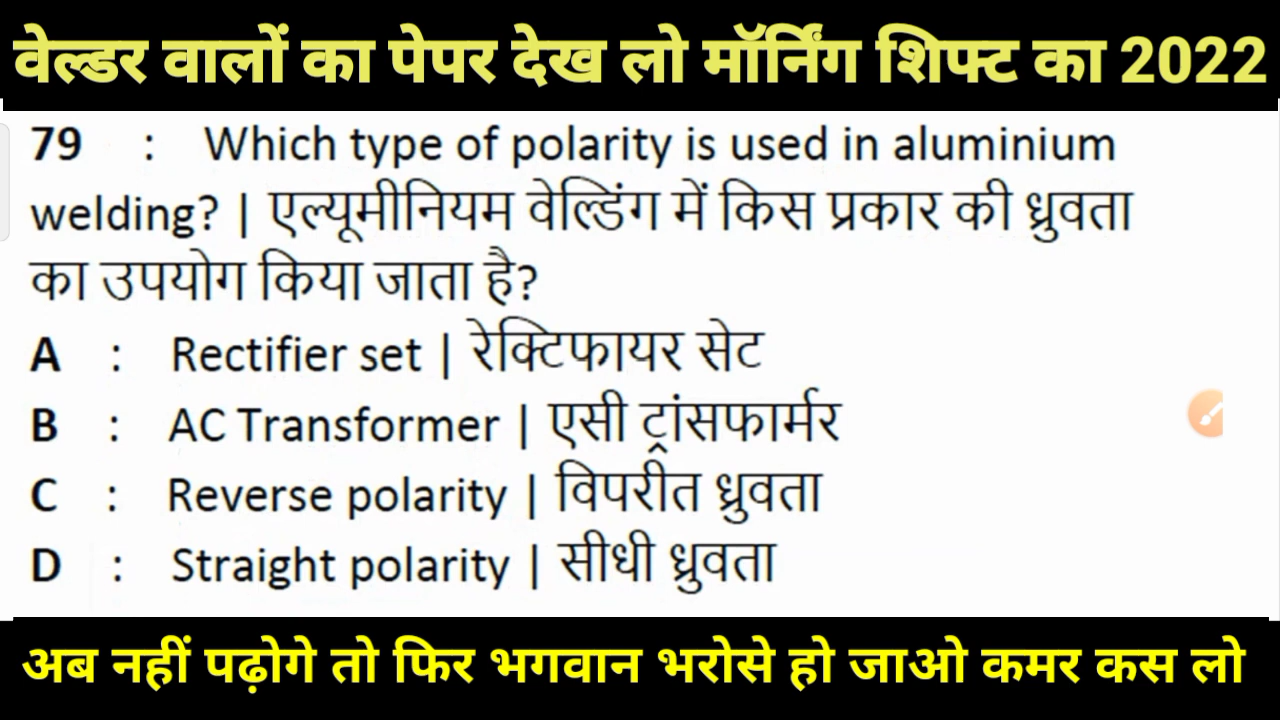 वेल्डर वालों का पेपर देख लो मॉर्निंग शिफ्ट का 2022
79 : Which type of polarity is used in aluminium
welding? | एल्यूमीनियम वेल्डिंग में किस प्रकार की ध्रुवता
का उपयोग किया जाता है?
A : Rectifier set | रेक्टिफायर सेट
B : AC Transformer | एसी ट्रांसफार्मर
C : Reverse polarity | विपरीत ध्रुवता
D : Straight polarity | सीधी ध्रुवता
अब नहीं पढ़ोगे तो फिर भगवान भरोसे हो जाओ कमर कस लो